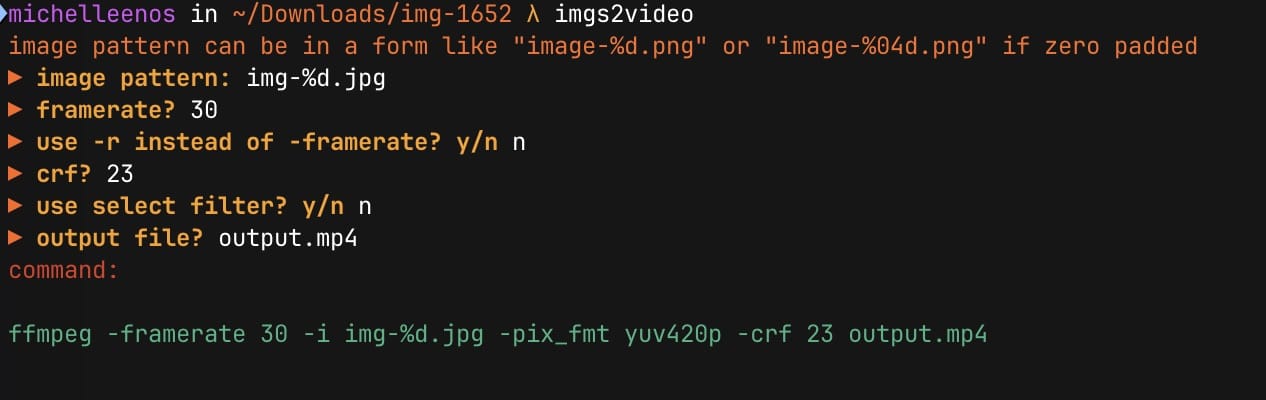 michelleenos in ~/Downloads/img-1652 λ imgs2video
image pattern can be in a form like "image-%d.png" or "image-%04d.png" if zero padded
▶ image pattern: img-%d.jpg
▶ framerate? 30
▶ use -r instead of -framerate? y/n n
▶ crf? 23
▶ use select filter? y/n n
▶ output file? output.mp4
command:
ffmpeg -framerate 30 -i img-%d.jpg -pix_fmt yuv420p -crf 23 output.mp4